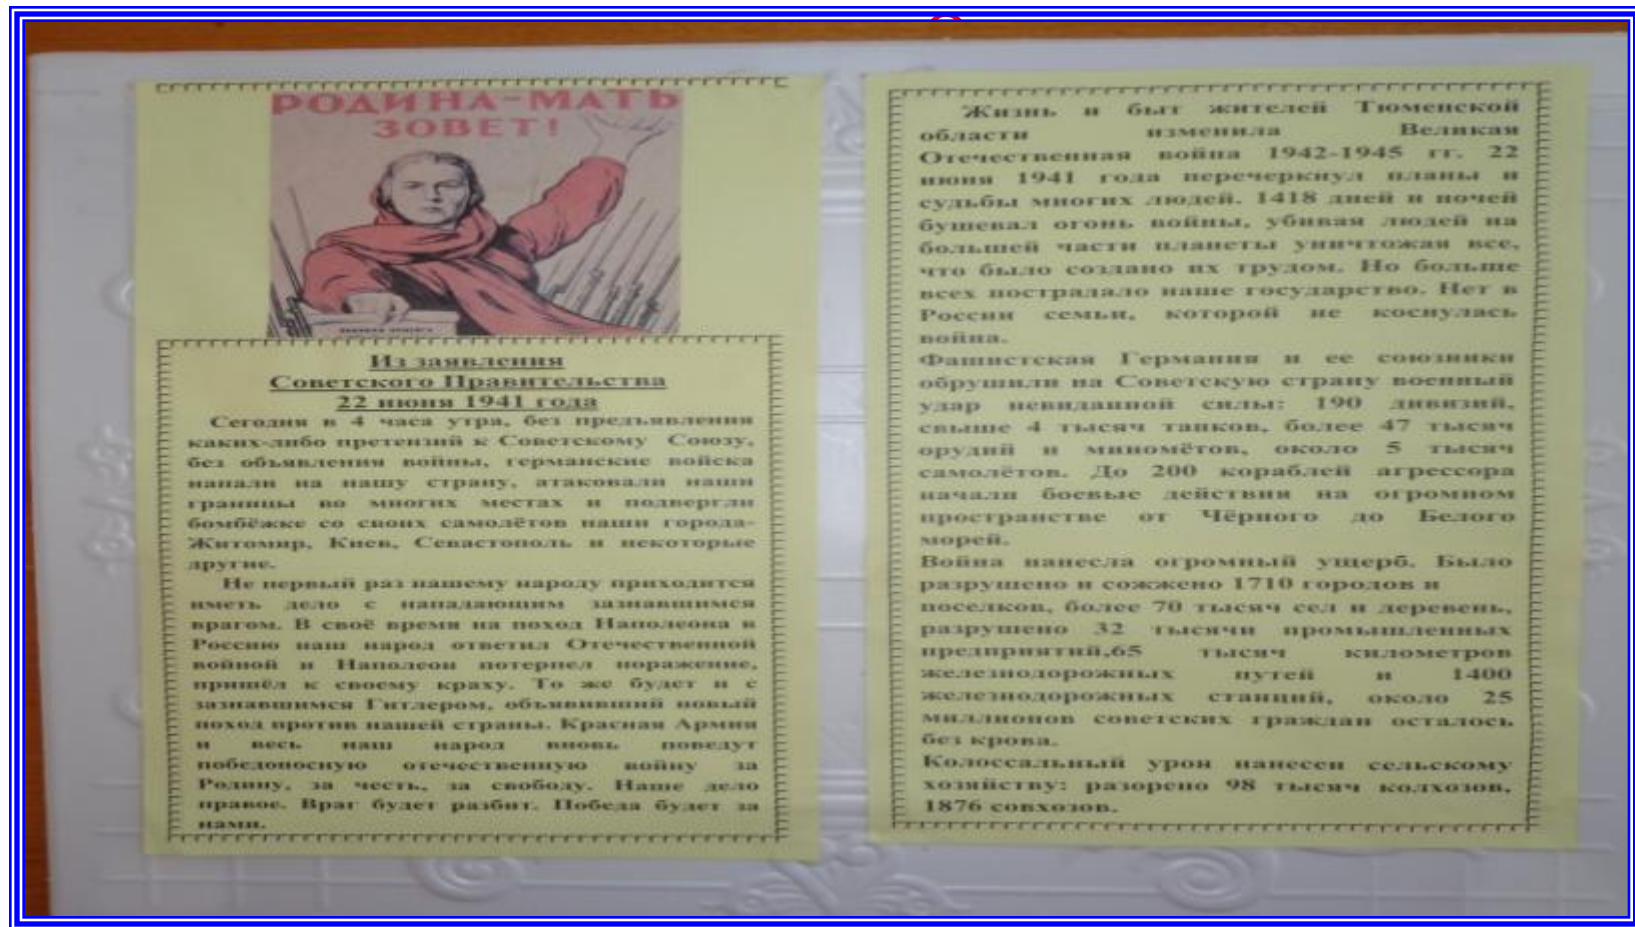 РОДИНА-МАТЬ
ЗОВЕТ!
Из заявления
Советского Правительства
22 июня 1941 года
Сегодня в 4 часа утра, без предъявления
каких-либо претензий к Советскому Союзу,
без объявления войны, германские войска
напали на нашу страну, атаковали наши
границы во многих местах и подвергли
бомбёжке со своих самолётов наши города-
Житомир, Киев, Севастополь и некоторые
другие.
Не первый раз нашему народу приходится
иметь дело с нападающим зазнавшимся
врагом. В своё время на поход Наполеона в
Россию наш народ ответил Отечественной
войной и Наполеон потерпел поражение,
пришёл к своему краху. То же будет и с
зазнавшимся Гитлером, объявивший новый
поход против нашей страны. Красная Армия
и весь наш народ вновь поведут
победоносную отечественную войну за
Родину, за честь, за свободу. Наше дело
правое. Враг будет разбит. Победа будет за
нами.
Жизнь и быт жителей Тюменской
области изменила Великая
Отечественная война 1942-1945 гг. 22
июня 1941 года перечеркнул планы и
судьбы многих людей. 1418 дней и ночей
бушевал огонь войны, убивая людей на
большей части планеты уничтожая все,
что было создано их трудом. Но больше
всех пострадало наше государство. Нет в
России семьи, которой не коснулась
война.
Фашистская Германия и ее союзники
обрушили на Советскую страну военный
удар невиданной силы: 190 дивизий,
свыше 4 тысяч танков, более 47 тысяч
орудий и миномётов, около 5 тысяч
самолётов. До 200 кораблей агрессора
начали боевые действия на огромном
пространстве от Чёрного до Белого
морей.
Война нанесла огромный ущерб. Было
разрушено и сожжено 1710 городов и
поселков, более 70 тысяч сел и деревень,
разрушено 32 тысячи промышленных
предприятий,65 тысяч километров
железнодорожных путей и 1400
железнодорожных станций, около 25
миллионов советских граждан осталось
без крова.
Колоссальный урон нанесен сельскому
хозяйству: разорено 98 тысяч колхозов,
1876 совхозов.